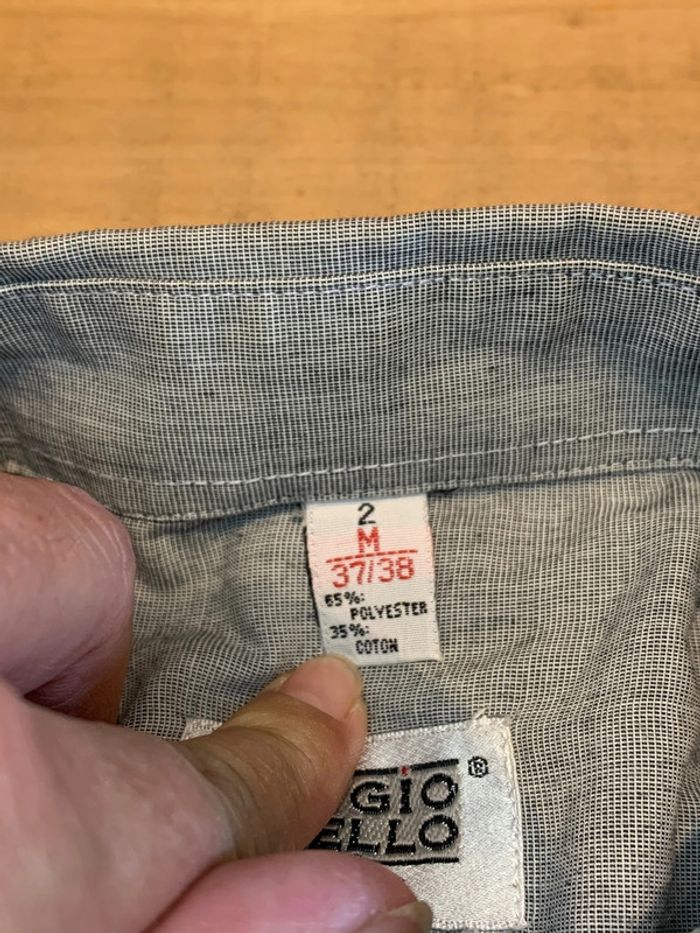 2
M
37/38
65%:
POLYESTER
35%:
COTON
GiO ®
ELLO